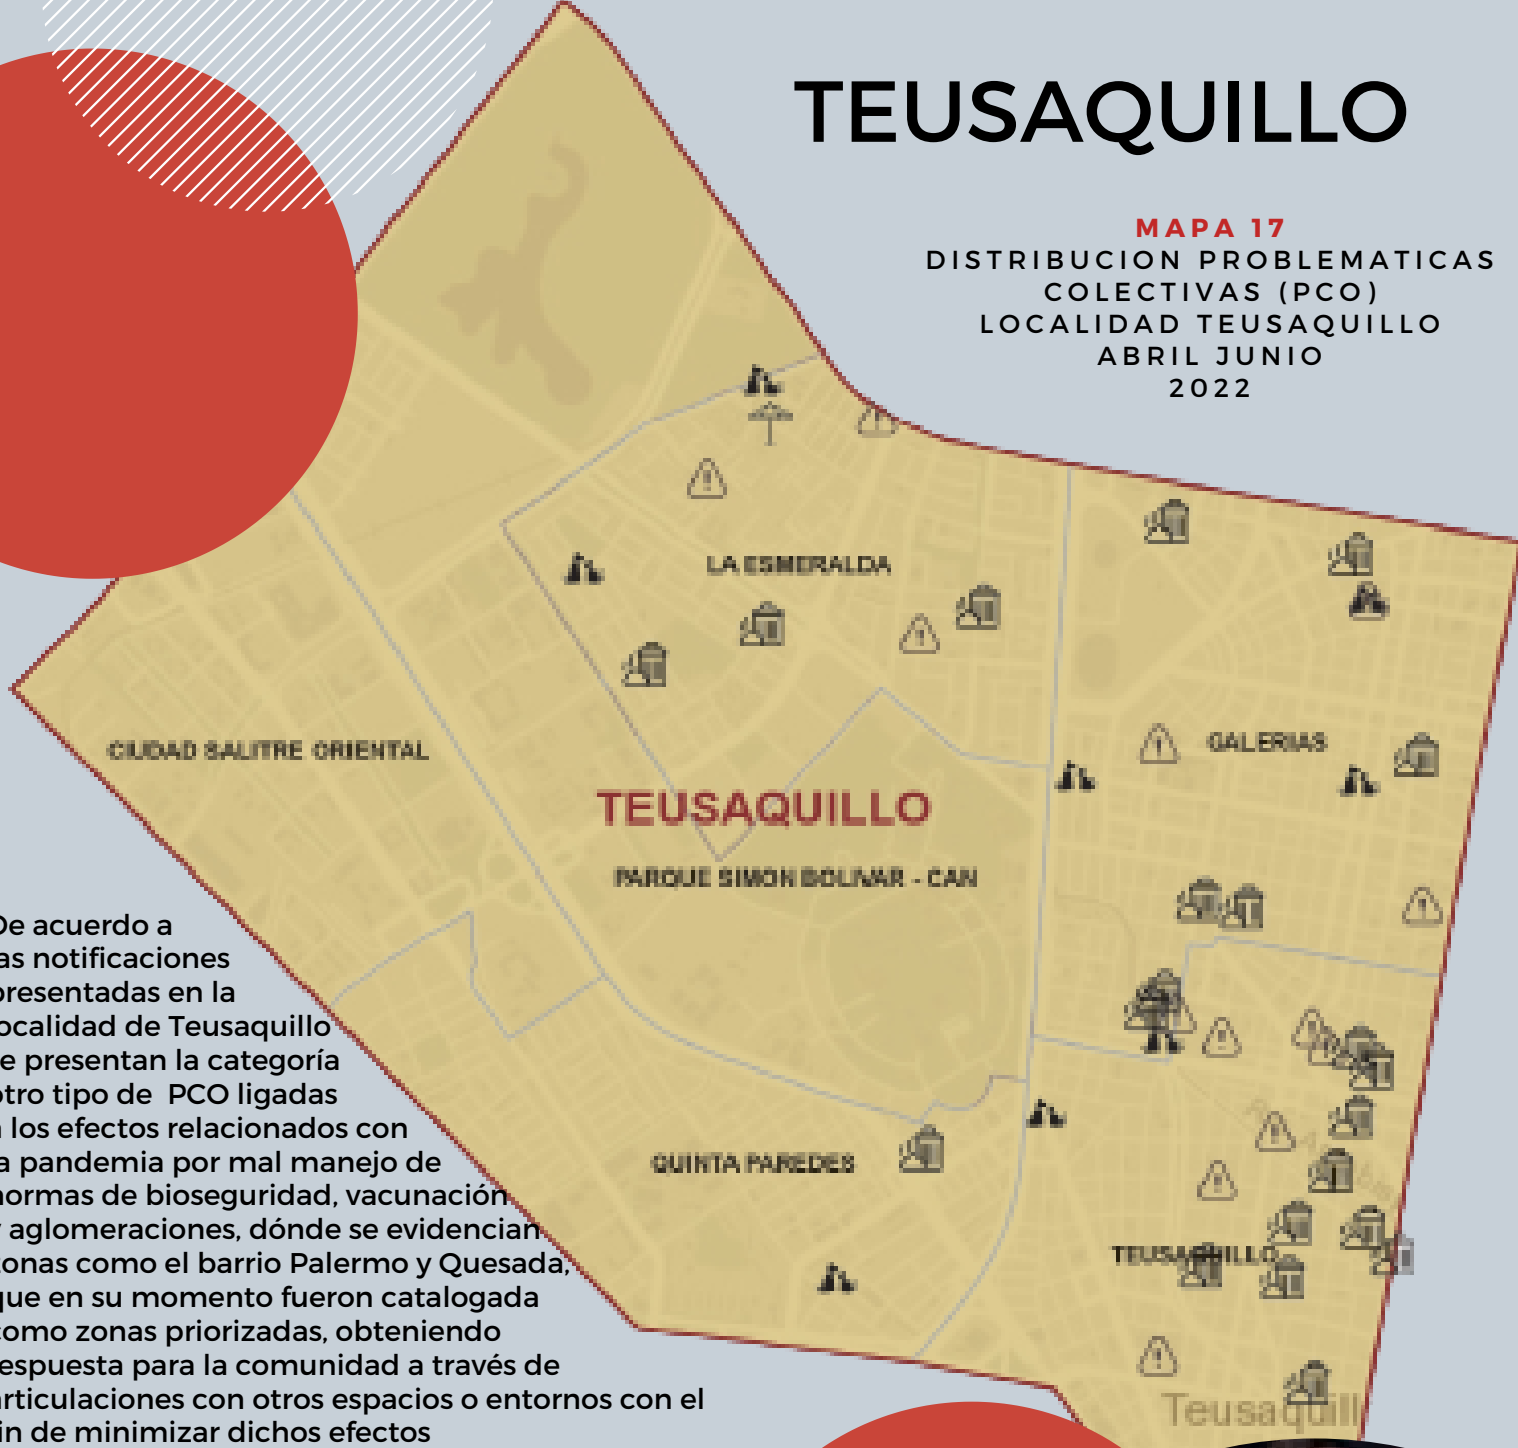 TEUSAQUILLO
MAPA 17
DISTRIBUCION PROBLEMATICAS
COLECTIVAS (PCO)
LOCALIDAD TEUSAQUILLO
ABRIL JUNIO
2022
LA ESMERALDA
GALERIAS
CIUDAD SALITRE ORIENTAL
TEUSAQUILLO
PARQUE SIMON BOLIVAR - CAN
QUINTA PAREDES
TEUSAQUILLO
Teusaquill
De acuerdo a
as notificaciones
presentadas en la
ocalidad de Teusaquillo
e presentan la categoría
otro tipo de PCO ligadas
a los efectos relacionados con
a pandemia por mal manejo de
normas de bioseguridad, vacunación
y aglomeraciones, dónde se evidencian
zonas como el barrio Palermo y Quesada,
que en su momento fueron catalogada
como zonas priorizadas, obteniendo
espuesta para la comunidad a través de
articulaciones con otros espacios o entornos con el
in de minimizar dichos efectos